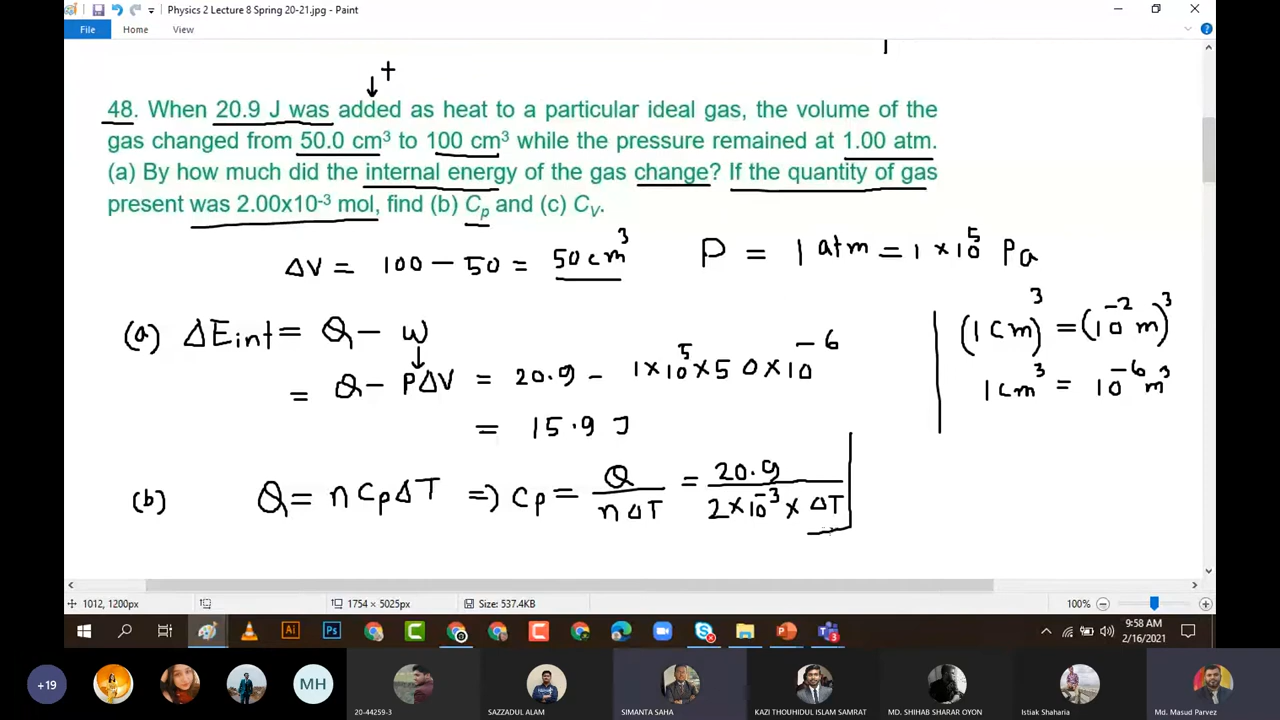 Physics 2 Lecture 8 Spring 20-21.jpg - Paint
File Home View
+
48. When 20.9 J was added as heat to a particular ideal gas, the volume of the
gas changed from 50.0 cm³ to 100 cm³ while the pressure remained at 1.00 atm.
(a) By how much did the internal energy of the gas change? If the quantity of gas
present was 2.00x10⁻³ mol, find (b) Cₚ and (c) Cᵥ.
ΔV = 100 – 50 = 50 cm³
P = 1 atm = 1 × 10⁵ Pa
(a) ΔEint = Q – W
= Q – PΔV = 20.9 – 1×10⁵×50×10⁻⁶
= 15.9 J
(1 cm)³ = (10⁻² m)³
1 cm³ = 10⁻⁶ m³
(b) Q = n Cp ΔT => Cp = Q / n ΔT = 20.9 / 2×10⁻³ × ΔT
1012, 1200px 1754 × 5025px Size: 537.4KB 100%
9:58 AM
2/16/2021
+19
MH
20-44259-3
SAZZADUL ALAM
SIMANTA SAHA
KAZI THOUHIDUL ISLAM SAMRAT
MD. SHIHAB SHARAR OYON
Istiak Shaharia
Md. Masud Parvez